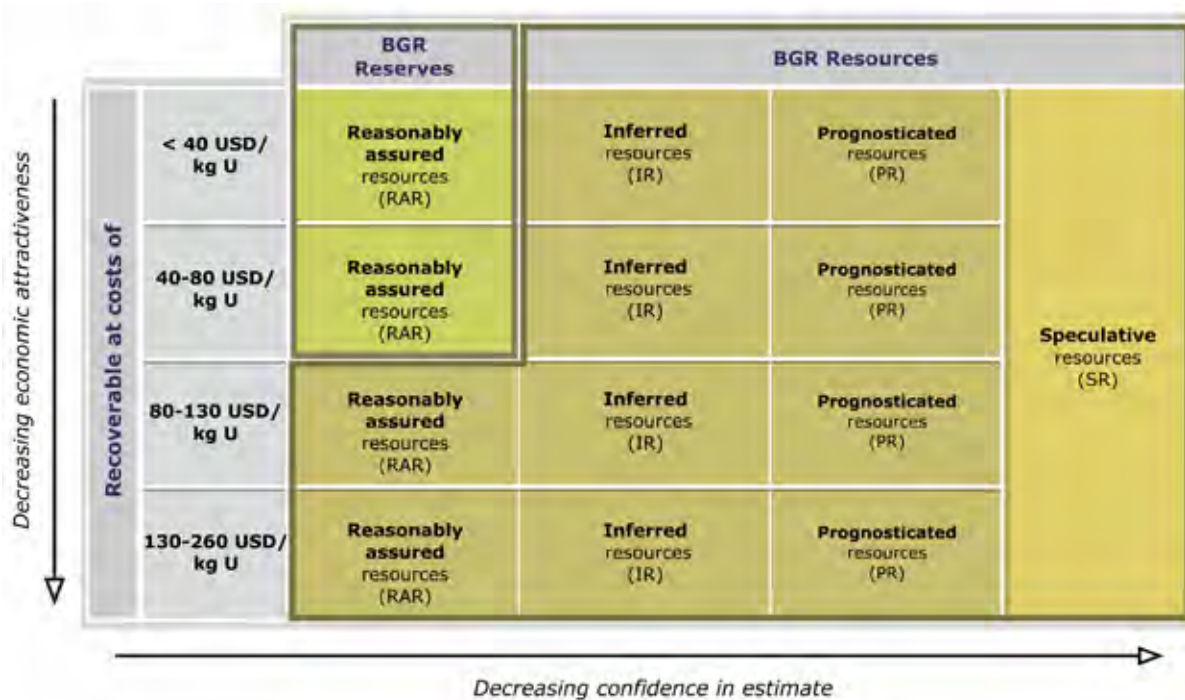 BGR
Reserves
BGR Resources
Decreasing economic attractiveness
Recoverable at costs of
< 40 USD/
kg U
Reasonably
assured
resources
(RAR)
Inferred
resources
(IR)
Prognosticated
resources
(PR)
40-80 USD/
kg U
Reasonably
assured
resources
(RAR)
Inferred
resources
(IR)
Prognosticated
resources
(PR)
Speculative
resources
(SR)
80-130 USD/
kg U
Reasonably
assured
resources
(RAR)
Inferred
resources
(IR)
Prognosticated
resources
(PR)
130-260 USD/
kg U
Reasonably
assured
resources
(RAR)
Inferred
resources
(IR)
Prognosticated
resources
(PR)
Decreasing confidence in estimate